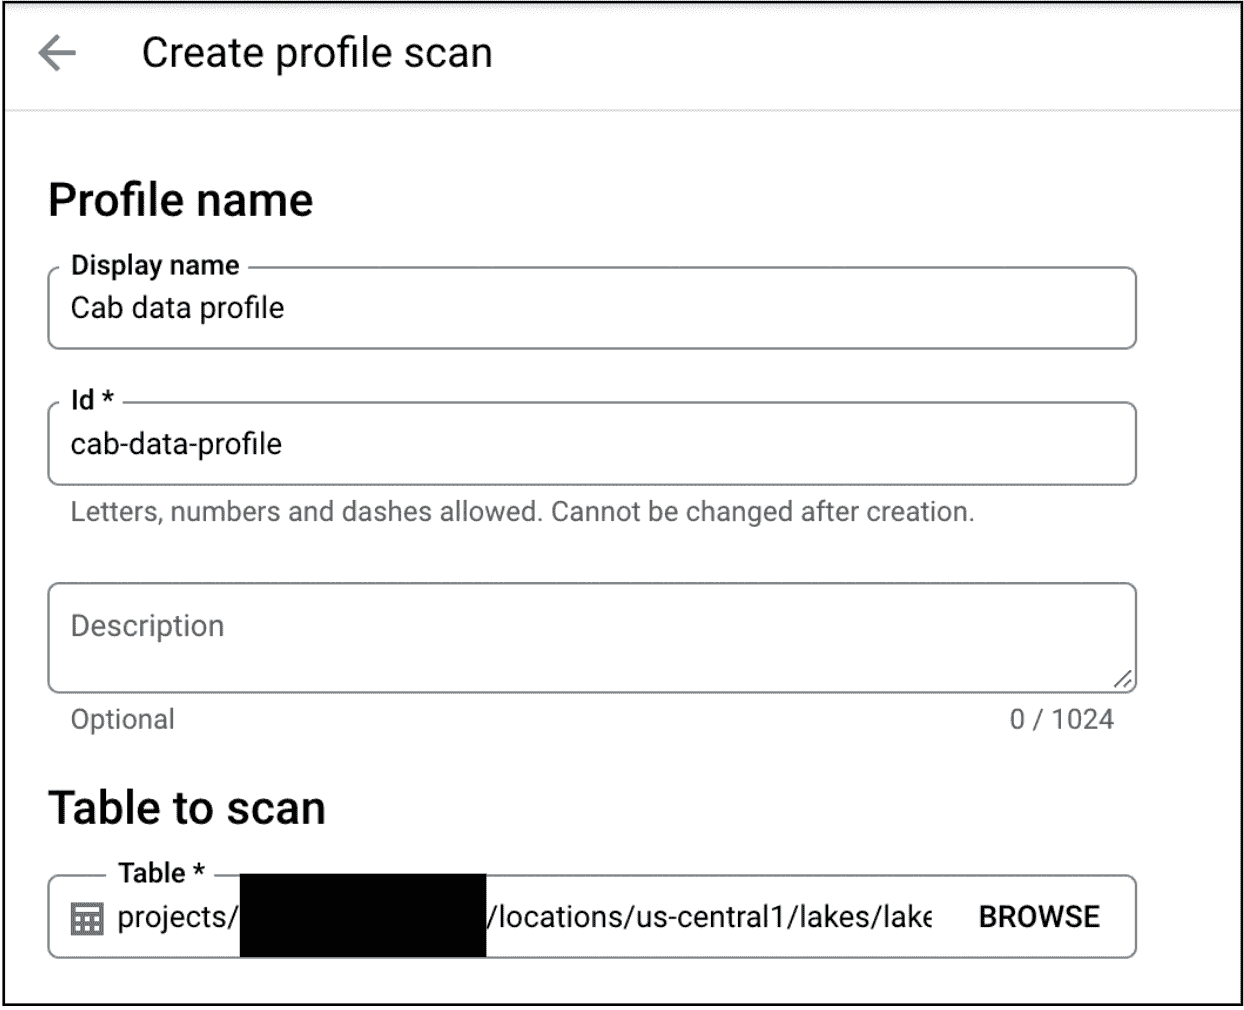 Create profile scan
Profile name
Display name
Cab data profile
Id *
cab-data-profile
Letters, numbers and dashes allowed. Cannot be changed after creation.
Description
Optional
0 / 1024
Table to scan
Table *
projects/ /locations/us-central1/lakes/lake
BROWSE